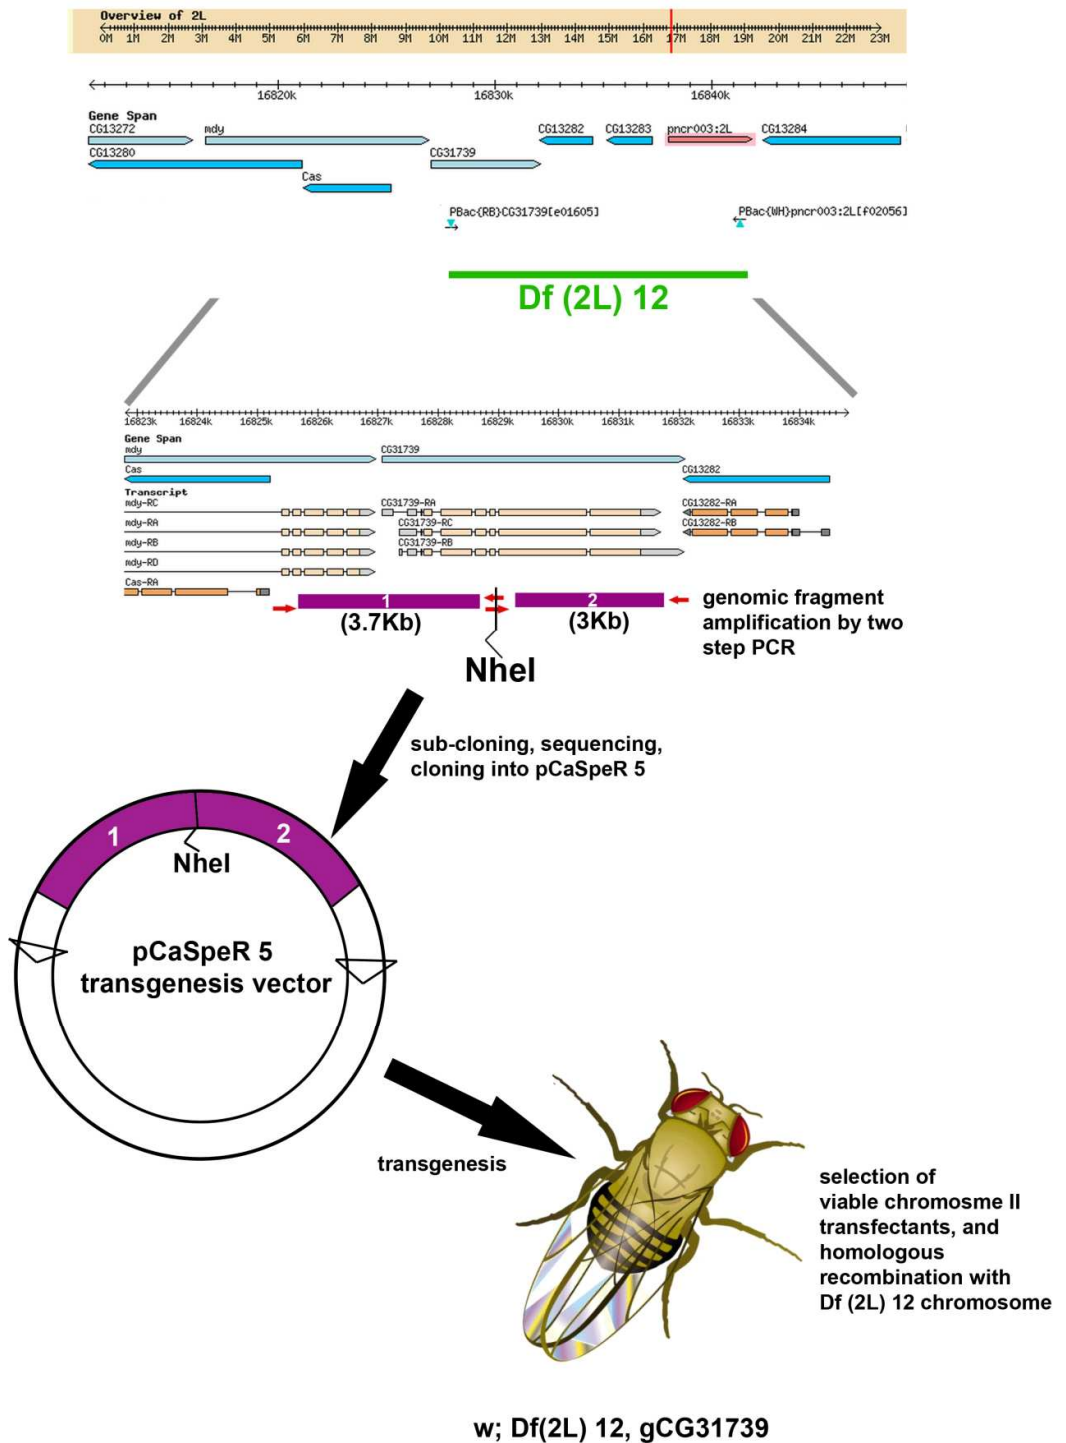 Overview of 2L
0M 1M 2M 3M 4M 5M 6M 7M 8M 9M 10M 11M 12M 13M 14M 15M 16M 17M 18M 19M 20M 21M 22M 23M
16820k 16830k 16840k
Gene Span
CG13272 mdy CG13282 CG13283 pncr003:2L CG13284
CG13280 CG31739
Cas
PBac{RB}CG31739[e01605] PBac{WH}pncr003:2L[f02056]
Df (2L) 12
16823k 16824k 16825k 16826k 16827k 16828k 16829k 16830k 16831k 16832k 16833k 16834k
Gene Span
mdy CG31739
Cas CG13282
Transcript
mdy-RC CG31739-RA CG13282-RA
mdy-RA CG31739-RC CG13282-RB
mdy-RB CG31739-RB
mdy-RD
Cas-RA
1 2
(3.7Kb) (3Kb)
NheI
genomic fragment
amplification by two
step PCR
sub-cloning, sequencing,
cloning into pCaSpeR 5
1 2
NheI
pCaSpeR 5
transgenesis vector
transgenesis
selection of
viable chromosme II
transfectants, and
homologous
recombination with
Df (2L) 12 chromosome
w; Df(2L) 12, gCG31739